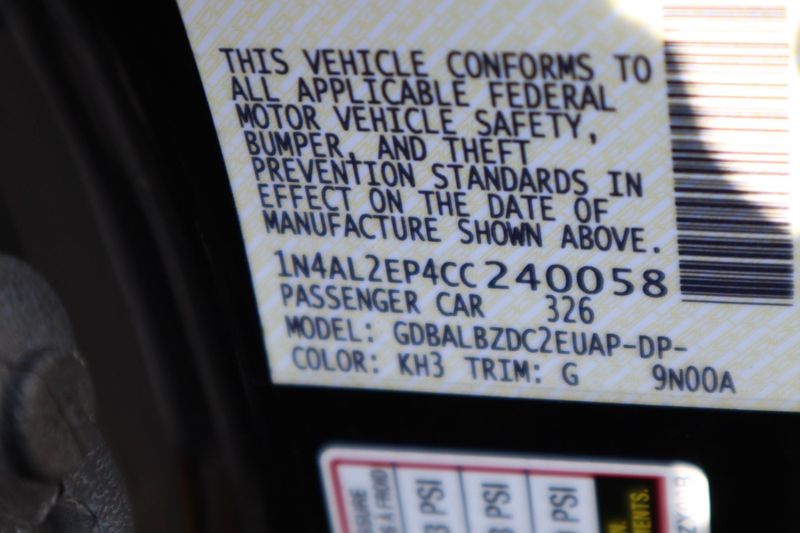 THIS VEHICLE CONFORMS TO
ALL APPLICABLE FEDERAL
MOTOR VEHICLE SAFETY,
BUMPER, AND THEFT
PREVENTION STANDARDS IN
EFFECT ON THE DATE OF
MANUFACTURE SHOWN ABOVE.
1N4AL2EP4CC240058
PASSENGER CAR 326
MODEL: GDBALBZDC2EUAP-DP-
COLOR: KH3 TRIM: G 9N00A
PSI
PSI
PSI